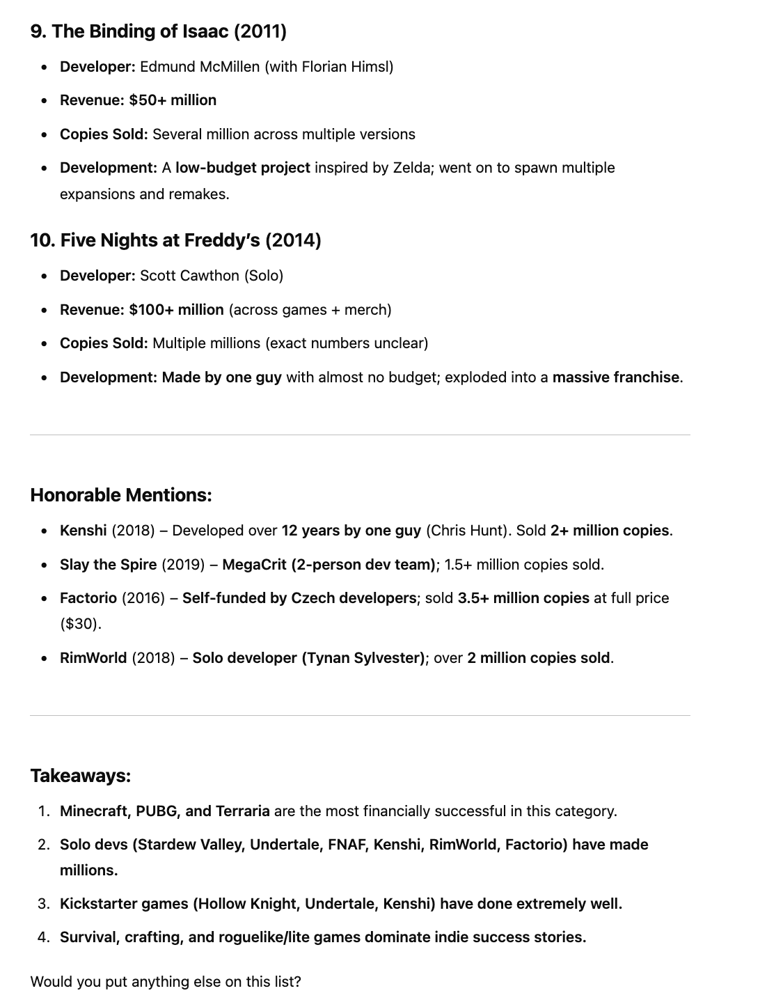 9. The Binding of Isaac (2011)
• Developer: Edmund McMillen (with Florian Himsl)
• Revenue: $50+ million
• Copies Sold: Several million across multiple versions
• Development: A low-budget project inspired by Zelda; went on to spawn multiple
expansions and remakes.
10. Five Nights at Freddy’s (2014)
• Developer: Scott Cawthon (Solo)
• Revenue: $100+ million (across games + merch)
• Copies Sold: Multiple millions (exact numbers unclear)
• Development: Made by one guy with almost no budget; exploded into a massive franchise.
Honorable Mentions:
• Kenshi (2018) – Developed over 12 years by one guy (Chris Hunt). Sold 2+ million copies.
• Slay the Spire (2019) – MegaCrit (2-person dev team); 1.5+ million copies sold.
• Factorio (2016) – Self-funded by Czech developers; sold 3.5+ million copies at full price
($30).
• RimWorld (2018) – Solo developer (Tynan Sylvester); over 2 million copies sold.
Takeaways:
1. Minecraft, PUBG, and Terraria are the most financially successful in this category.
2. Solo devs (Stardew Valley, Undertale, FNAF, Kenshi, RimWorld, Factorio) have made
millions.
3. Kickstarter games (Hollow Knight, Undertale, Kenshi) have done extremely well.
4. Survival, crafting, and roguelike/lite games dominate indie success stories.
Would you put anything else on this list?